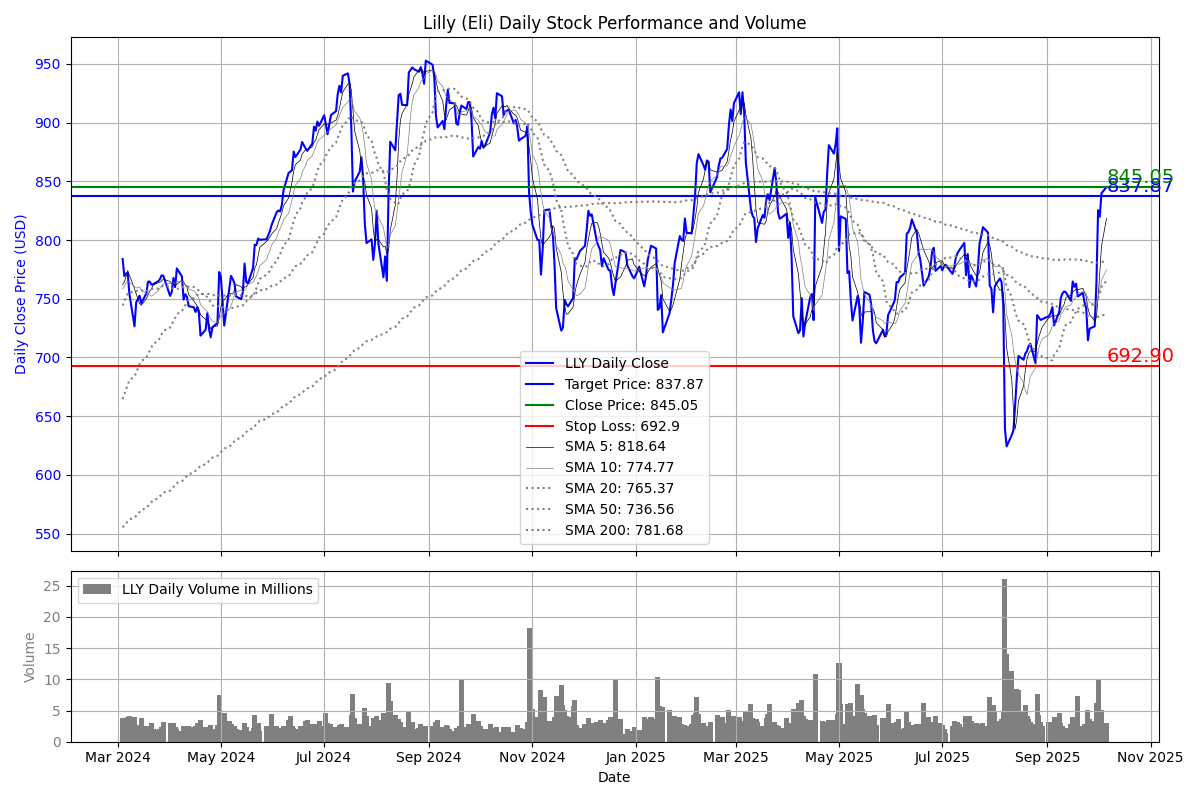 Lilly (Eli) Daily Stock Performance and Volume
Daily Close Price (USD)
950
900
850
800
750
700
650
600
550
845.05
837.87
692.90
LLY Daily Close
Target Price: 837.87
Close Price: 845.05
Stop Loss: 692.9
SMA 5: 818.64
SMA 10: 774.77
SMA 20: 765.37
SMA 50: 736.56
SMA 200: 781.68
LLY Daily Volume in Millions
Volume
25
20
15
10
5
0
Mar 2024
May 2024
Jul 2024
Sep 2024
Nov 2024
Jan 2025
Mar 2025
May 2025
Jul 2025
Sep 2025
Nov 2025
Date